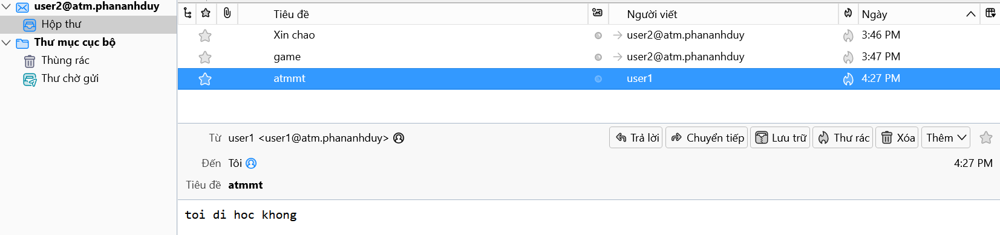 user2@atm.phananhduy
Hộp thư
Thư mục cục bộ
Thùng rác
Thư chờ gửi
Tiêu đề Người viết Ngày
Xin chao user2@atm.phananhduy 3:46 PM
game user2@atm.phananhduy 3:47 PM
atmmt user1 4:27 PM
Từ user1 <user1@atm.phananhduy> Trả lời Chuyển tiếp Lưu trữ Thư rác Xóa Thêm
Đến Tôi 4:27 PM
Tiêu đề atmmt
toi di hoc khong